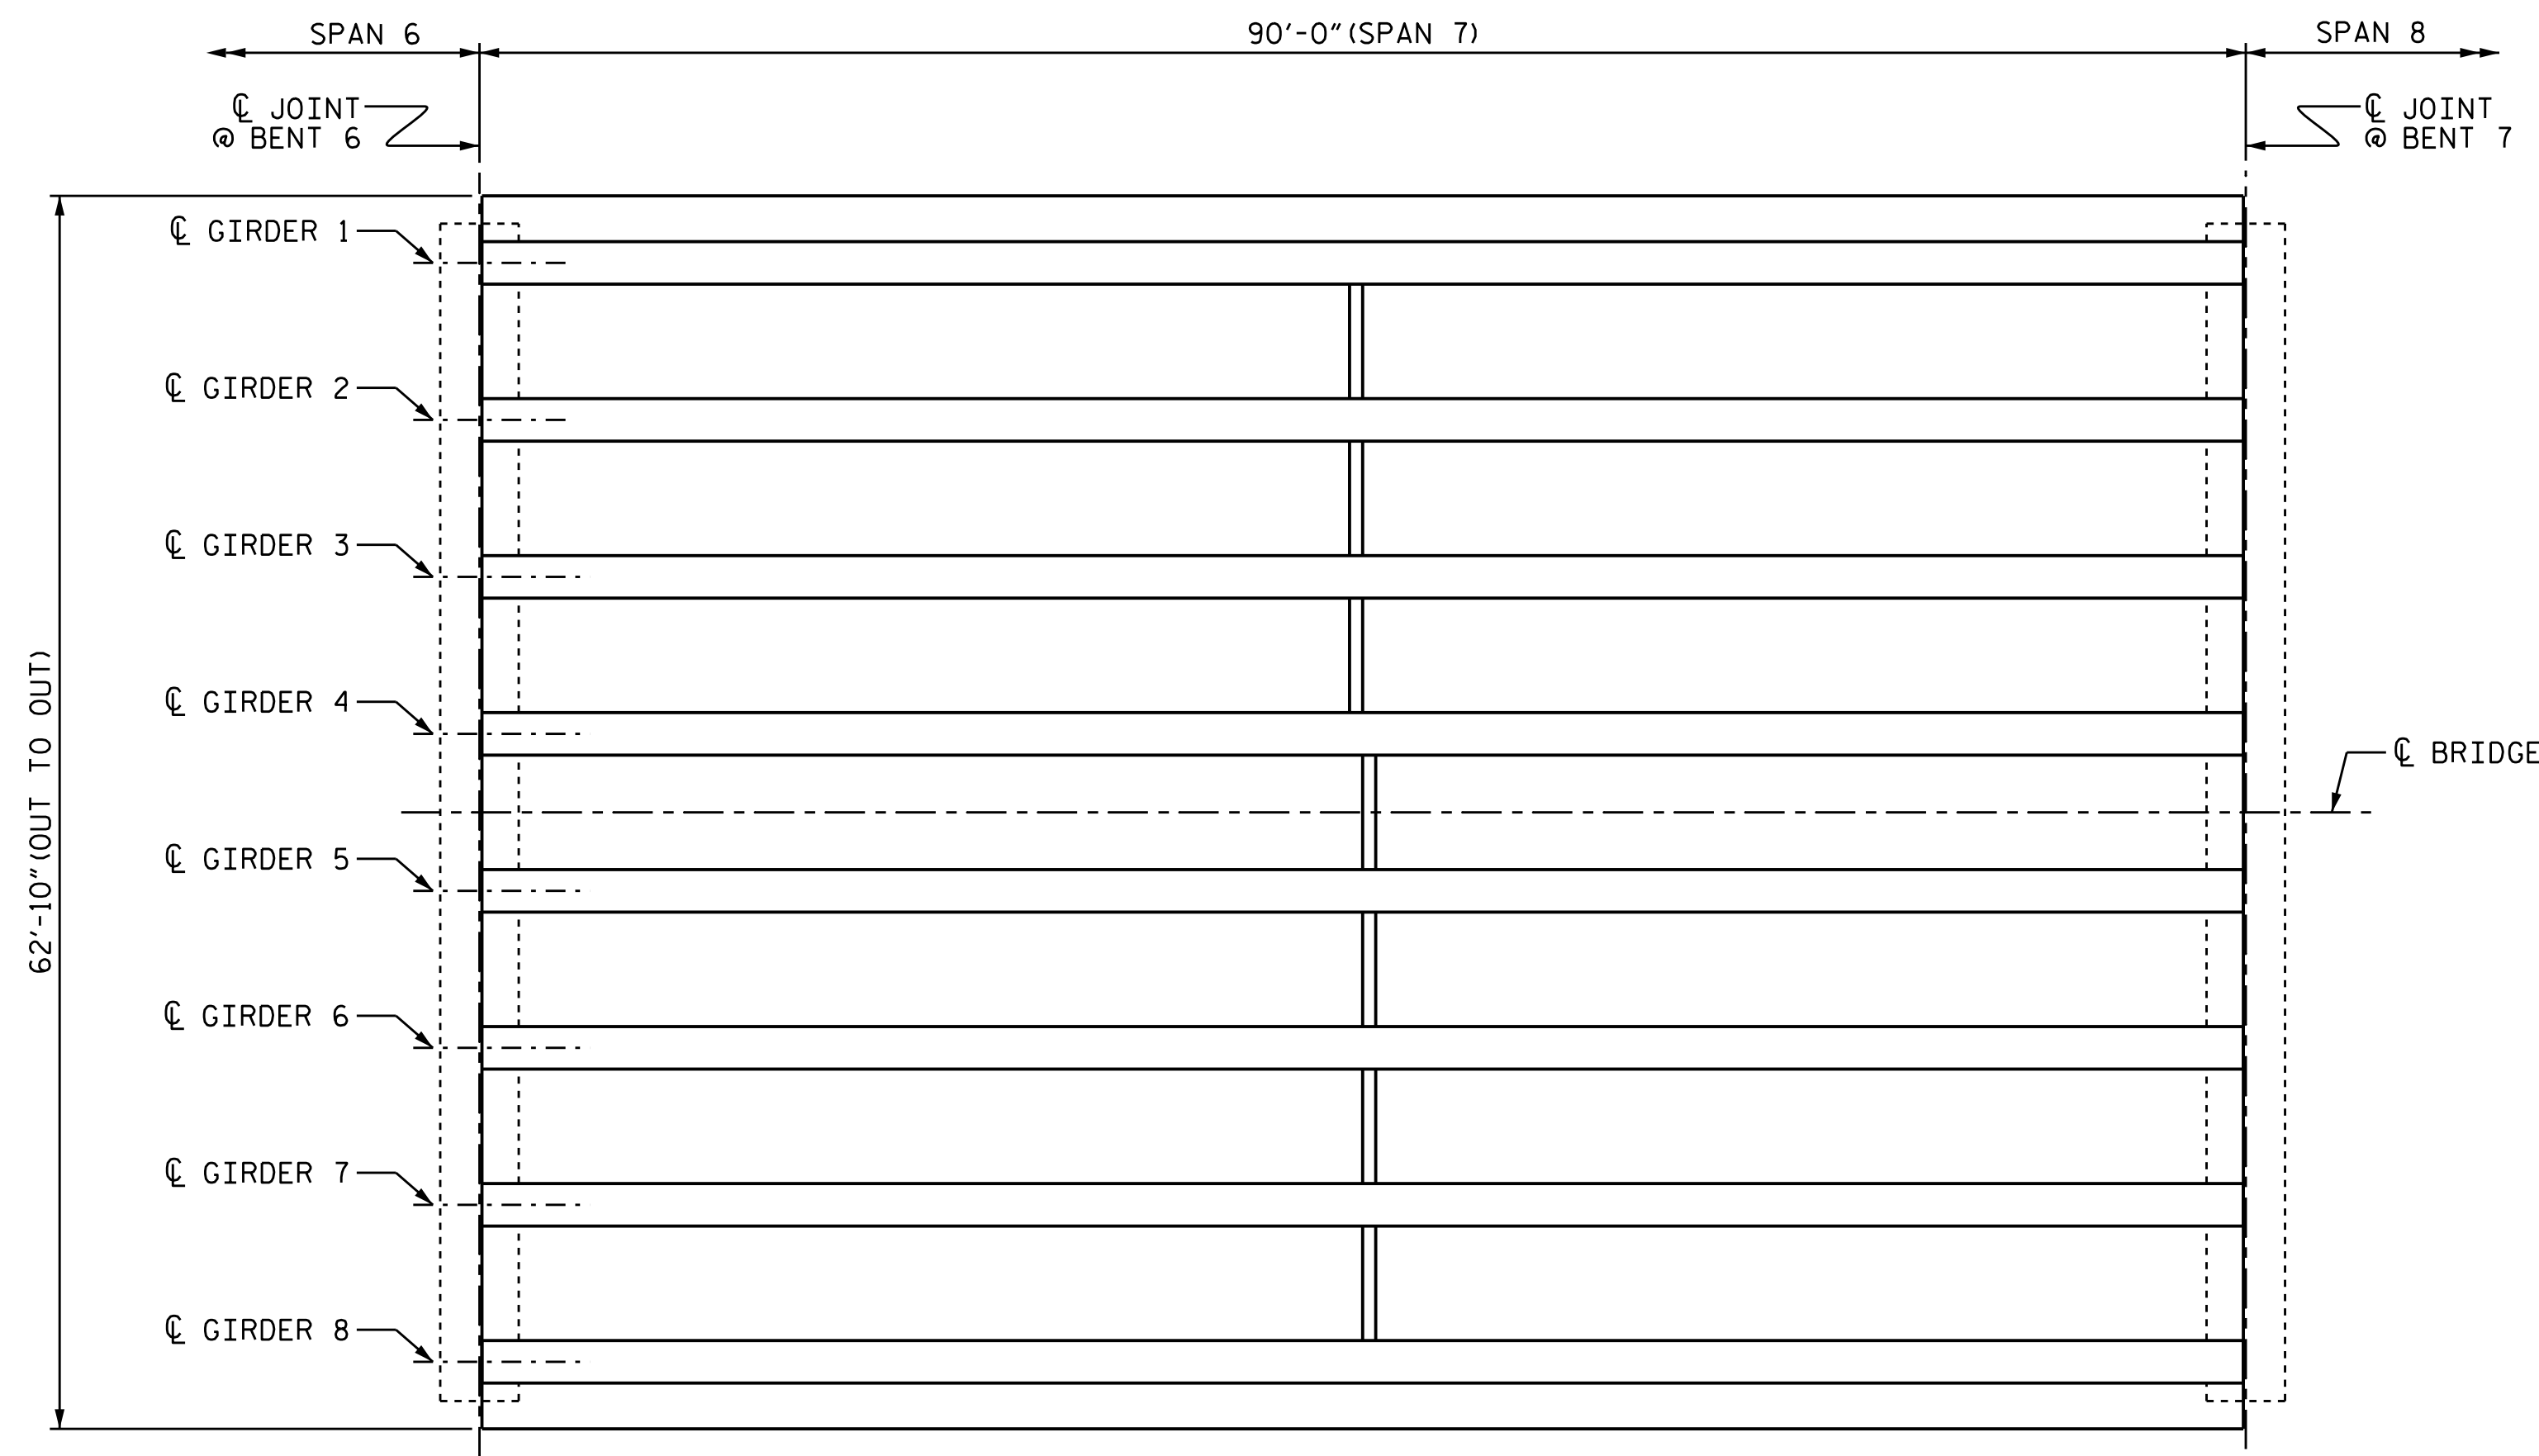 SPAN 6
90'-0"(SPAN 7)
SPAN 8
℄ JOINT
@ BENT 6
℄ JOINT
@ BENT 7
℄ GIRDER 1
℄ GIRDER 2
℄ GIRDER 3
℄ GIRDER 4
℄ BRIDGE
℄ GIRDER 5
℄ GIRDER 6
℄ GIRDER 7
℄ GIRDER 8
62'-10"(OUT TO OUT)